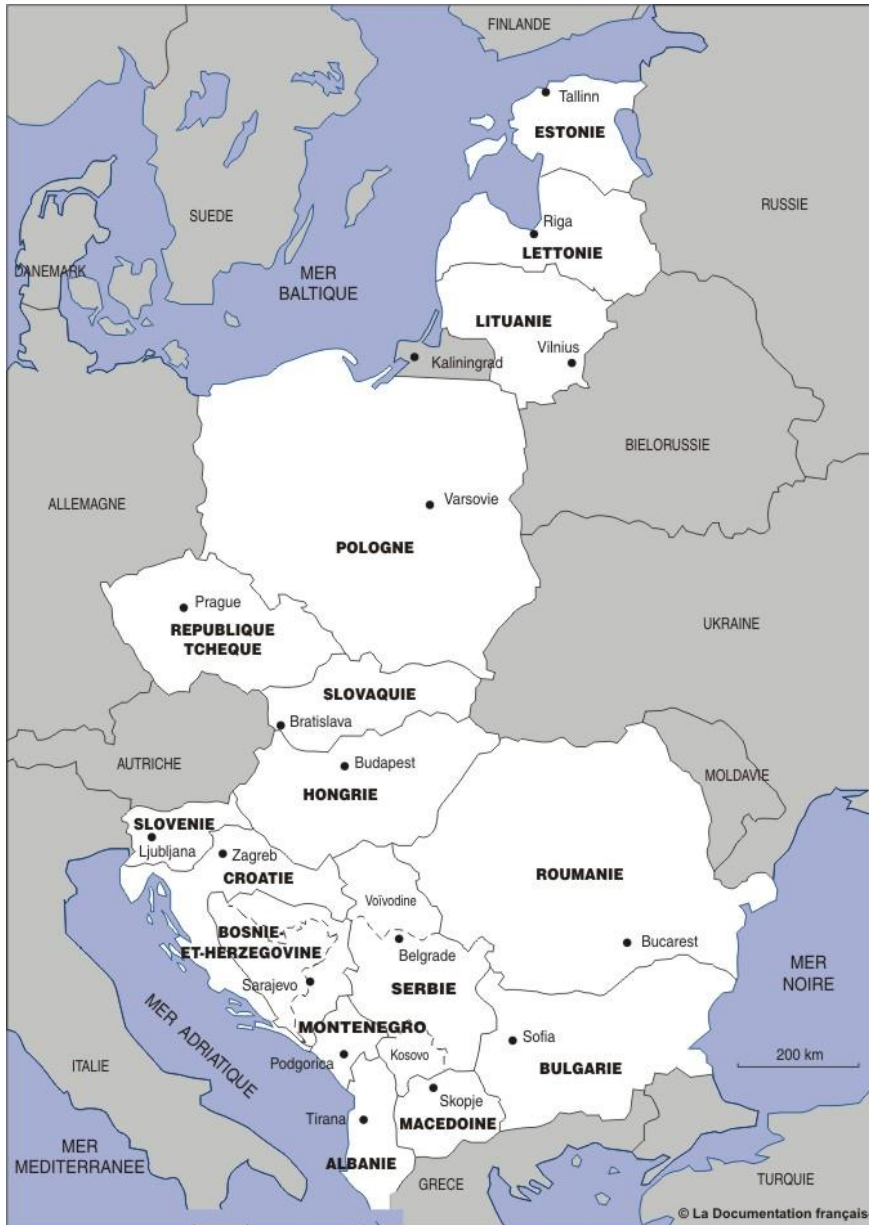 FINLANDE
Tallinn
ESTONIE
RUSSIE
SUEDE
Riga
LETTONIE
DANEMARK
MER
BALTIQUE
LITUANIE
Vilnius
Kaliningrad
BIELORUSSIE
ALLEMAGNE
Varsovie
POLOGNE
Prague
REPUBLIQUE
TCHEQUE
UKRAINE
SLOVAQUIE
Bratislava
AUTRICHE
Budapest
HONGRIE
MOLDAVIE
SLOVENIE
Ljubljana
Zagreb
CROATIE
ROUMANIE
Voïvodine
BOSNIE-
ET-HERZEGOVINE
Belgrade
Bucarest
Sarajevo
SERBIE
MER
NOIRE
MER ADRIATIQUE
MONTENEGRO
Sofia
Podgorica
Kosovo
BULGARIE
200 km
ITALIE
Skopje
MACEDOINE
Tirana
ALBANIE
MER
MEDITERRANEE
GRECE
TURQUIE
© La Documentation français